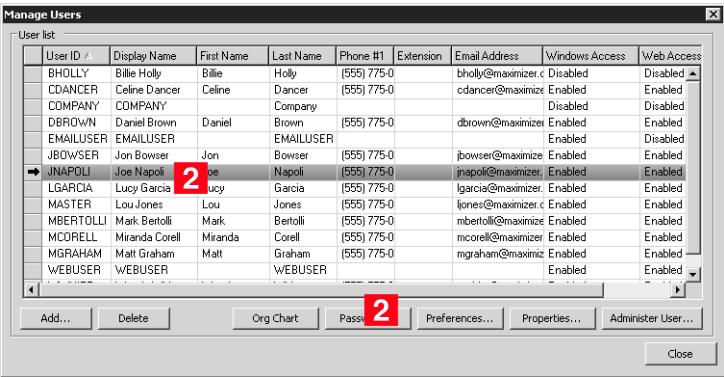 Manage Users
User list
User ID Display Name First Name Last Name Phone #1 Extension Email Address Windows Access Web Access
BHOLLY Billie Holly Billie Holly (555) 775-0 bholly@maximizer.c Disabled Disabled
CDANCER Celine Dancer Celine Dancer (555) 775-0 cdancer@maximize Enabled Enabled
COMPANY COMPANY Company Disabled Disabled
DBROWN Daniel Brown Daniel Brown (555) 775-0 dbrown@maximizer Enabled Enabled
EMAILUSER EMAILUSER EMAILUSER Enabled Disabled
JBOWSER Jon Bowser Jon Bowser (555) 775-0 jbowser@maximize Enabled Enabled
JNAPOLI Joe Napoli 2 oe Napoli (555) 775-0 jnapoli@maximizer. Enabled Enabled
LGARCIA Lucy Garcia ucy Garcia (555) 775-0 lgarcia@maximizer.c Enabled Enabled
MASTER Lou Jones Lou Jones (555) 775-0 ljones@maximizer.c Enabled Enabled
MBERTOLLI Mark Bertolli Mark Bertolli (555) 775-0 mbertolli@maximize Enabled Enabled
MCORELL Miranda Corell Miranda Corell (555) 775-0 mcorell@maximizer Enabled Enabled
MGRAHAM Matt Graham Matt Graham (555) 775-0 mgraham@maximiz Enabled Enabled
WEBUSER WEBUSER WEBUSER Enabled Enabled
Add... Delete Org Chart Passw 2 Preferences... Properties... Administer User...
Close